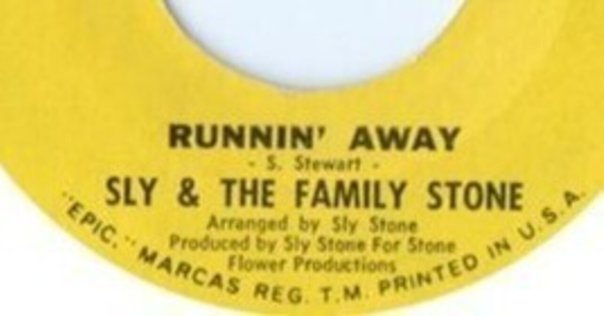 RUNNIN' AWAY
- S. Stewart -
SLY & THE FAMILY STONE
Arranged by Sly Stone
Produced by Sly Stone For Stone
Flower Productions
"EPIC," MARCAS REG. T.M. PRINTED IN U.S.A.